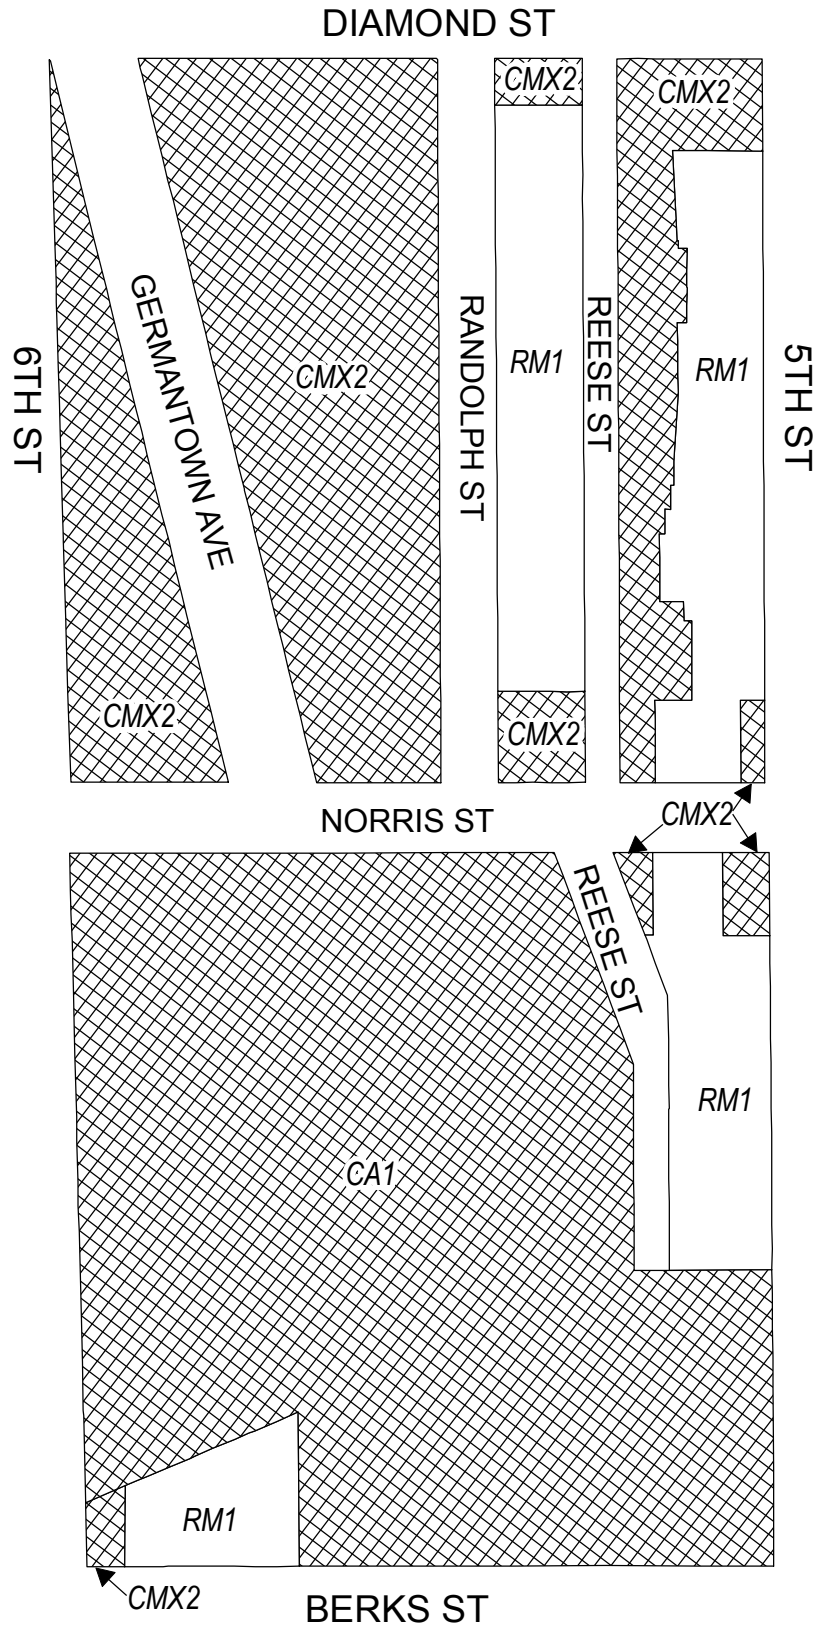 DIAMOND ST
CMX2
CMX2
GERMANTOWN AVE
RANDOLPH ST
REESE ST
6TH ST
CMX2
RM1
RM1
5TH ST
CMX2
CMX2
NORRIS ST
CMX2
REESE ST
RM1
CA1
RM1
CMX2
BERKS ST